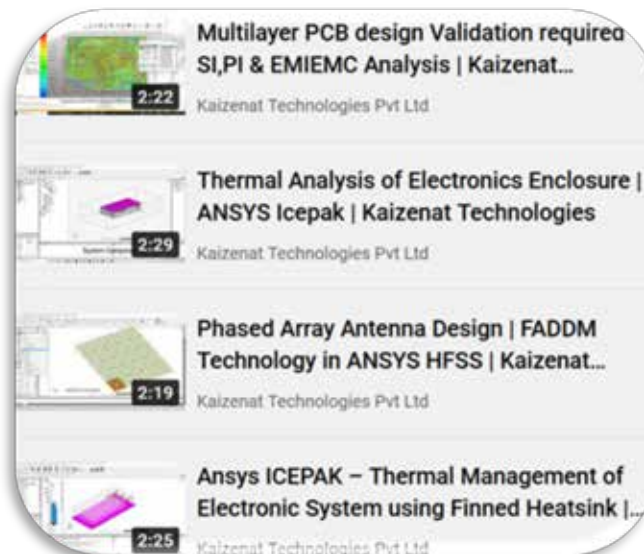 Multilayer PCB design Validation required
SI,PI & EMIEMC Analysis | Kaizenat...
2:22
Kaizenat Technologies Pvt Ltd
Thermal Analysis of Electronics Enclosure |
ANSYS Icepak | Kaizenat Technologies
2:29
Kaizenat Technologies Pvt Ltd
Phased Array Antenna Design | FADDM
Technology in ANSYS HFSS | Kaizenat...
2:19
Kaizenat Technologies Pvt Ltd
Ansys ICEPAK – Thermal Management of
Electronic System using Finned Heatsink |...
2:25
Kaizenat Technologies Pvt Ltd